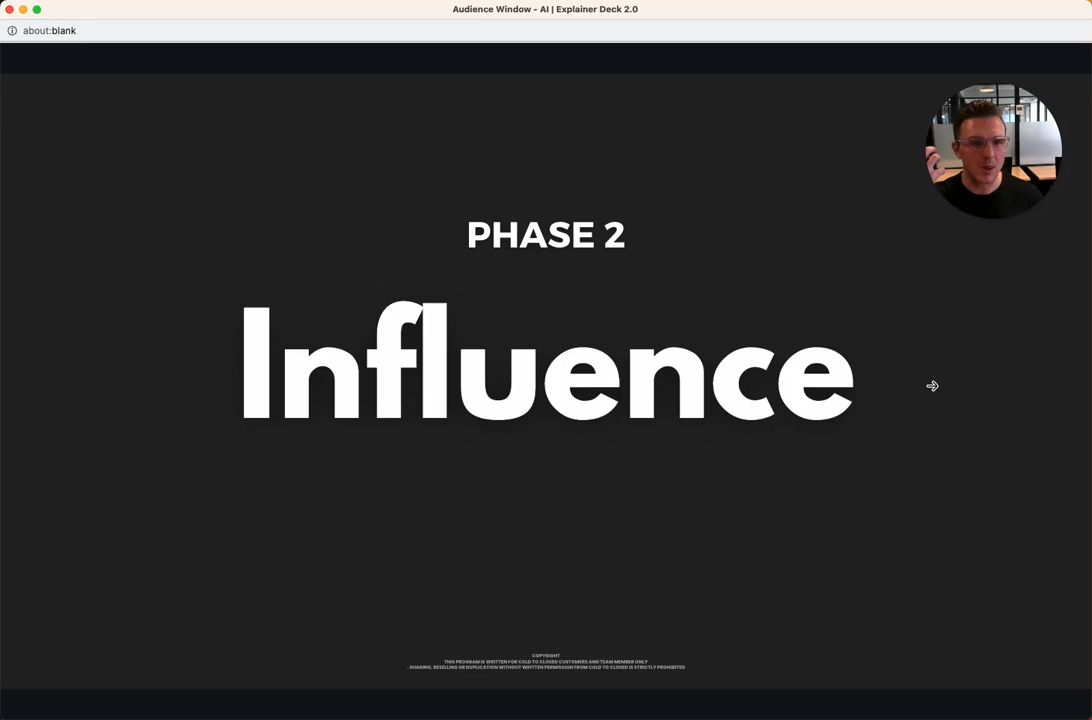 Audience Window - AI | Explainer Deck 2.0
about:blank
PHASE 2
Influence
COPYRIGHT
THIS PROGRAM IS WRITTEN FOR COLD TO CLOSED CUSTOMERS AND TEAM MEMBER ONLY
. SHARING, RESELLING OR DUPLICATION WITHOUT WRITTEN PERMISSION FROM COLD TO CLOSED IS STRICTLY PROHIBITED